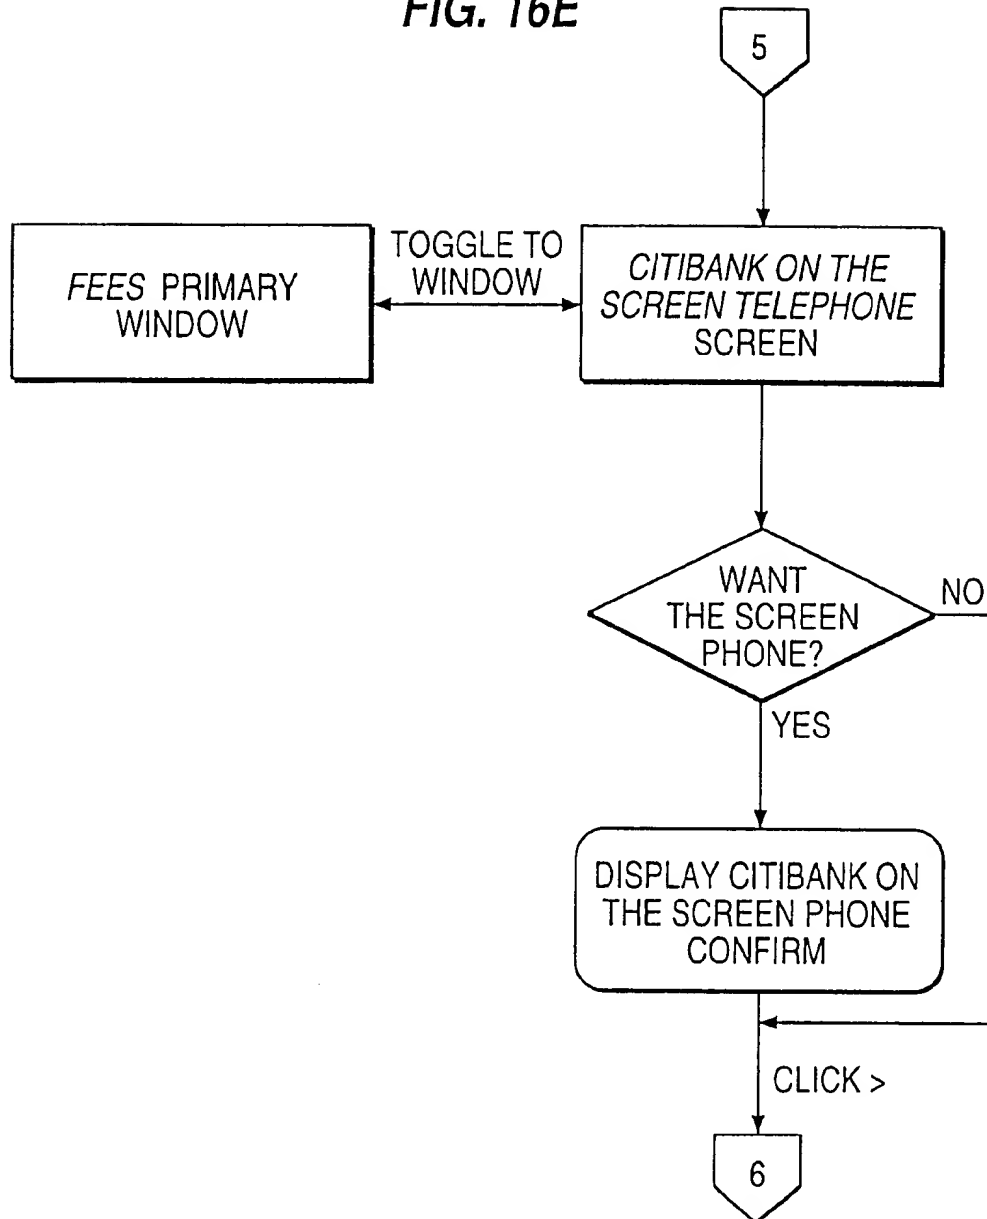 FIG. 16E
5
FEES PRIMARY
WINDOW
TOGGLE TO
WINDOW
CITIBANK ON THE
SCREEN TELEPHONE
SCREEN
WANT
THE SCREEN
PHONE?
NO
YES
DISPLAY CITIBANK ON
THE SCREEN PHONE
CONFIRM
CLICK >
6